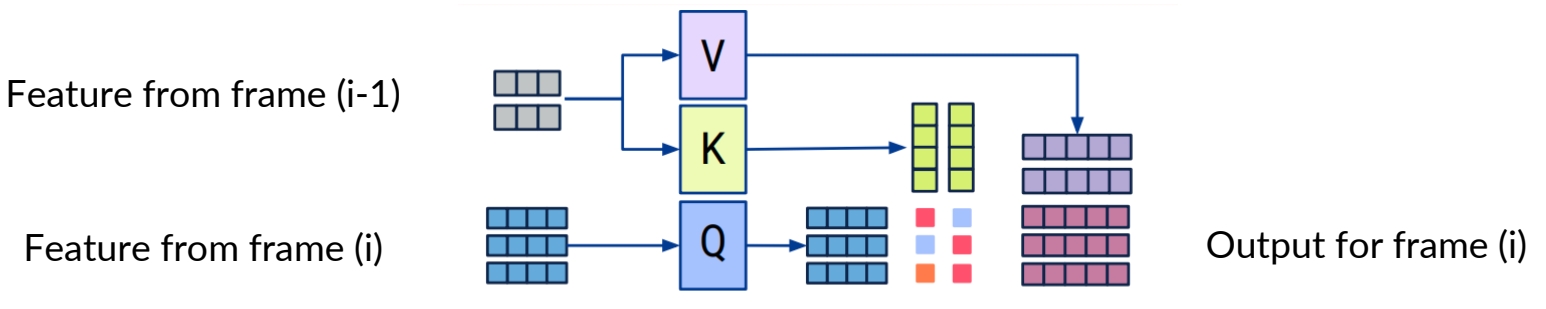 V
Feature from frame (i-1)
K
Feature from frame (i)
Q
Output for frame (i)